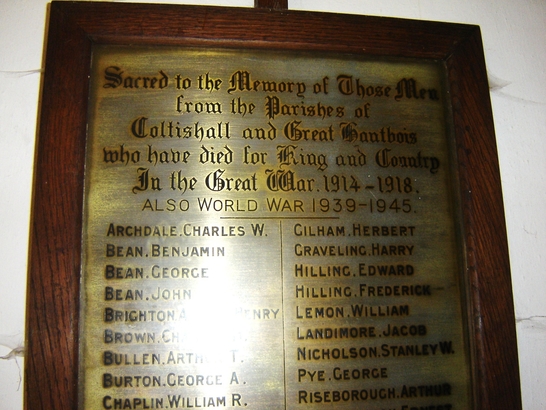 Sacred to the Memory of Those Men
from the Parishes of
Coltishall and Great Hautbois
who have died for King and Country
In the Great War. 1914-1918.
ALSO WORLD WAR 1939-1945.
ARCHDALE. CHARLES W.
BEAN. BENJAMIN
BEAN. GEORGE
BEAN. JOHN
BRIGHTON
BROWN.
BULLEN. ARTHUR T.
BURTON. GEORGE A.
CHAPLIN. WILLIAM R.
GILHAM. HERBERT
GRAVELING. HARRY
HILLING. EDWARD
HILLING. FREDERICK
LEMON. WILLIAM
LANDIMORE. JACOB
NICHOLSON. STANLEY W.
PYE. GEORGE
RISEBOROUGH. ARTHUR